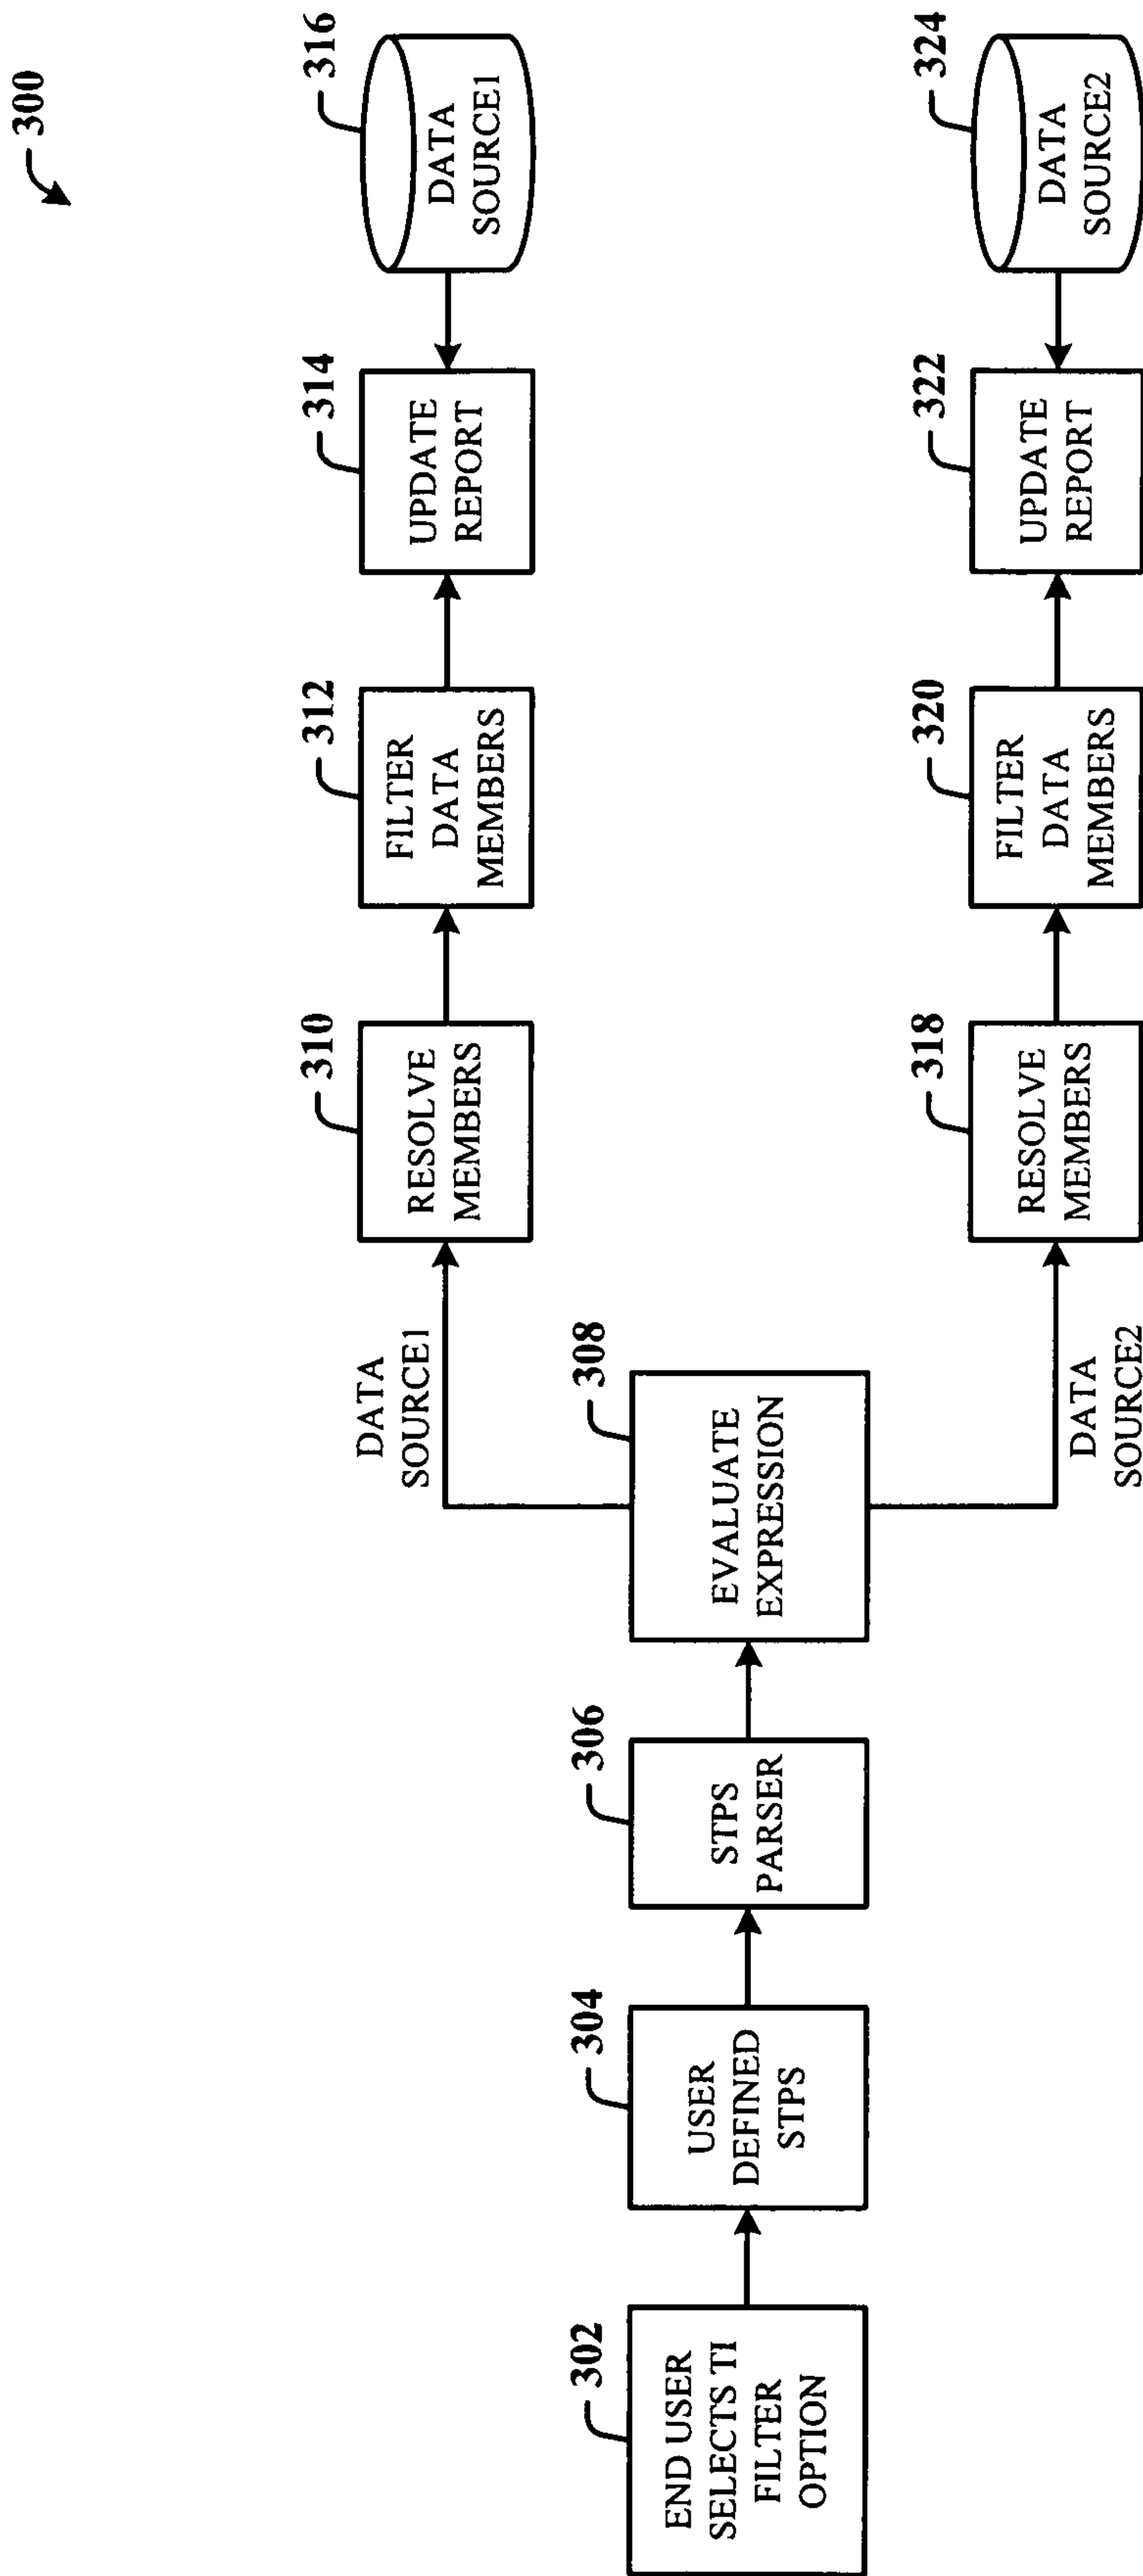 300
302
END USER
SELECTS TI
FILTER
OPTION
304
USER
DEFINED
STPS
306
STPS
PARSER
308
EVALUATE
EXPRESSION
DATA
SOURCE1
310
RESOLVE
MEMBERS
312
FILTER
DATA
MEMBERS
314
UPDATE
REPORT
316
DATA
SOURCE1
DATA
SOURCE2
318
RESOLVE
MEMBERS
320
FILTER
DATA
MEMBERS
322
UPDATE
REPORT
324
DATA
SOURCE2